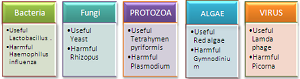 Bacteria
•Useful
Lactobacillus .
•Harmful
Haemophilus
influenza
Fungi
•Useful
Yeast
•Harmful
Rhizopus
PROTOZOA
•Useful
Tetrahymen
pyriformis
•Harmful
Plasmodium
ALGAE
•Useful
Red algae
•Harmful
Gymnodiniu
m
VIRUS
•Useful
Lamda
phage
•Harmful
Picorna